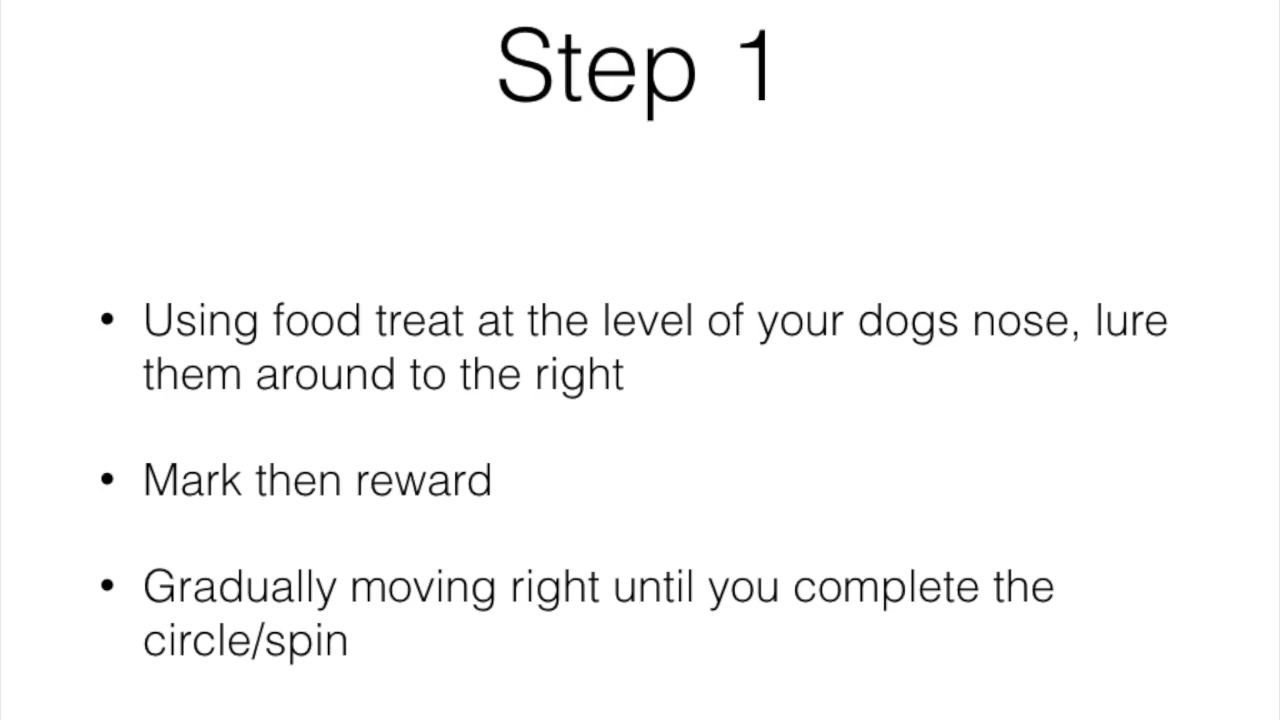 Step 1
• Using food treat at the level of your dogs nose, lure
them around to the right
• Mark then reward
• Gradually moving right until you complete the
circle/spin